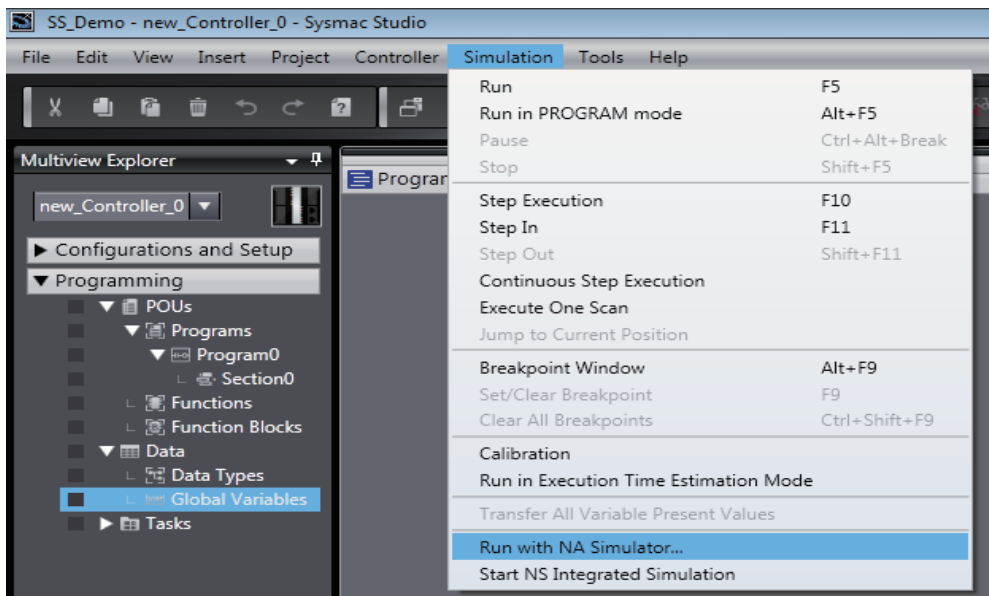 SS_Demo - new_Controller_0 - Sysmac Studio
File Edit View Insert Project Controller Simulation Tools Help
Multiview Explorer
new_Controller_0
Configurations and Setup
Programming
POUs
Programs
Program0
Section0
Functions
Function Blocks
Data
Data Types
Global Variables
Tasks
Run F5
Run in PROGRAM mode Alt+F5
Pause Ctrl+Alt+Break
Stop Shift+F5
Step Execution F10
Step In F11
Step Out Shift+F11
Continuous Step Execution
Execute One Scan
Jump to Current Position
Breakpoint Window Alt+F9
Set/Clear Breakpoint F9
Clear All Breakpoints Ctrl+Shift+F9
Calibration
Run in Execution Time Estimation Mode
Transfer All Variable Present Values
Run with NA Simulator...
Start NS Integrated Simulation